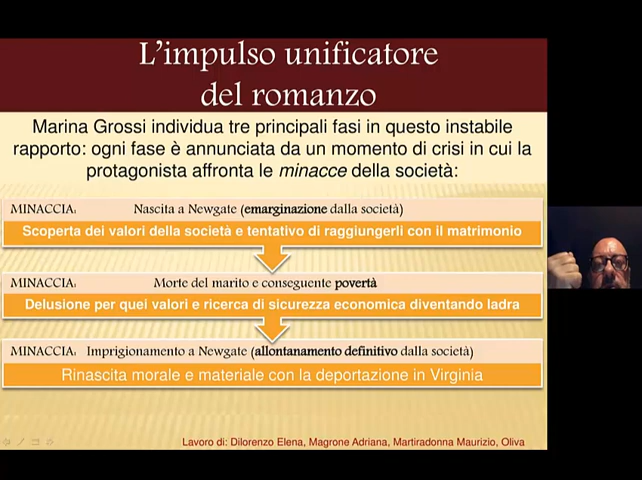 L'impulso unificatore
del romanzo
Marina Grossi individua tre principali fasi in questo instabile
rapporto: ogni fase è annunciata da un momento di crisi in cui la
protagonista affronta le minacce della società:
MINACCIA: Nascita a Newgate (emarginazione dalla società)
Scoperta dei valori della società e tentativo di raggiungerli con il matrimonio
MINACCIA: Morte del marito e conseguente povertà
Delusione per quei valori e ricerca di sicurezza economica diventando ladra
MINACCIA: Imprigionamento a Newgate (allontanamento definitivo dalla società)
Rinascita morale e materiale con la deportazione in Virginia
Lavoro di: Dilorenzo Elena, Magrone Adriana, Martiradonna Maurizio, Oliva